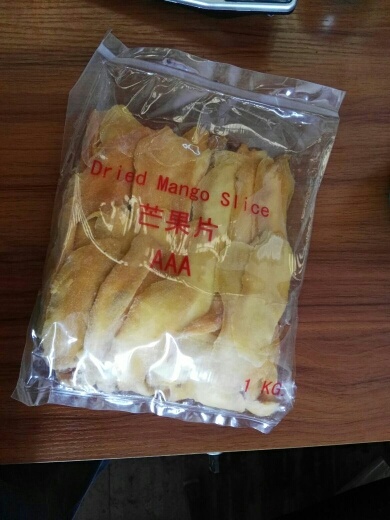 Dried Mango Slice
芒果片
AAA
1 KG.